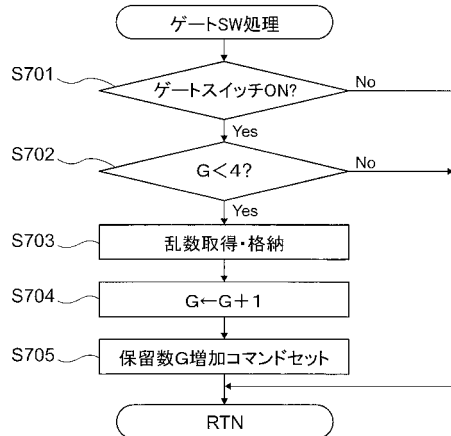 ゲートSW処理
S701
ゲートスイッチON?
No
Yes
S702
G<4?
No
Yes
S703
乱数取得・格納
S704
G←G+1
S705
保留数G増加コマンドセット
RTN